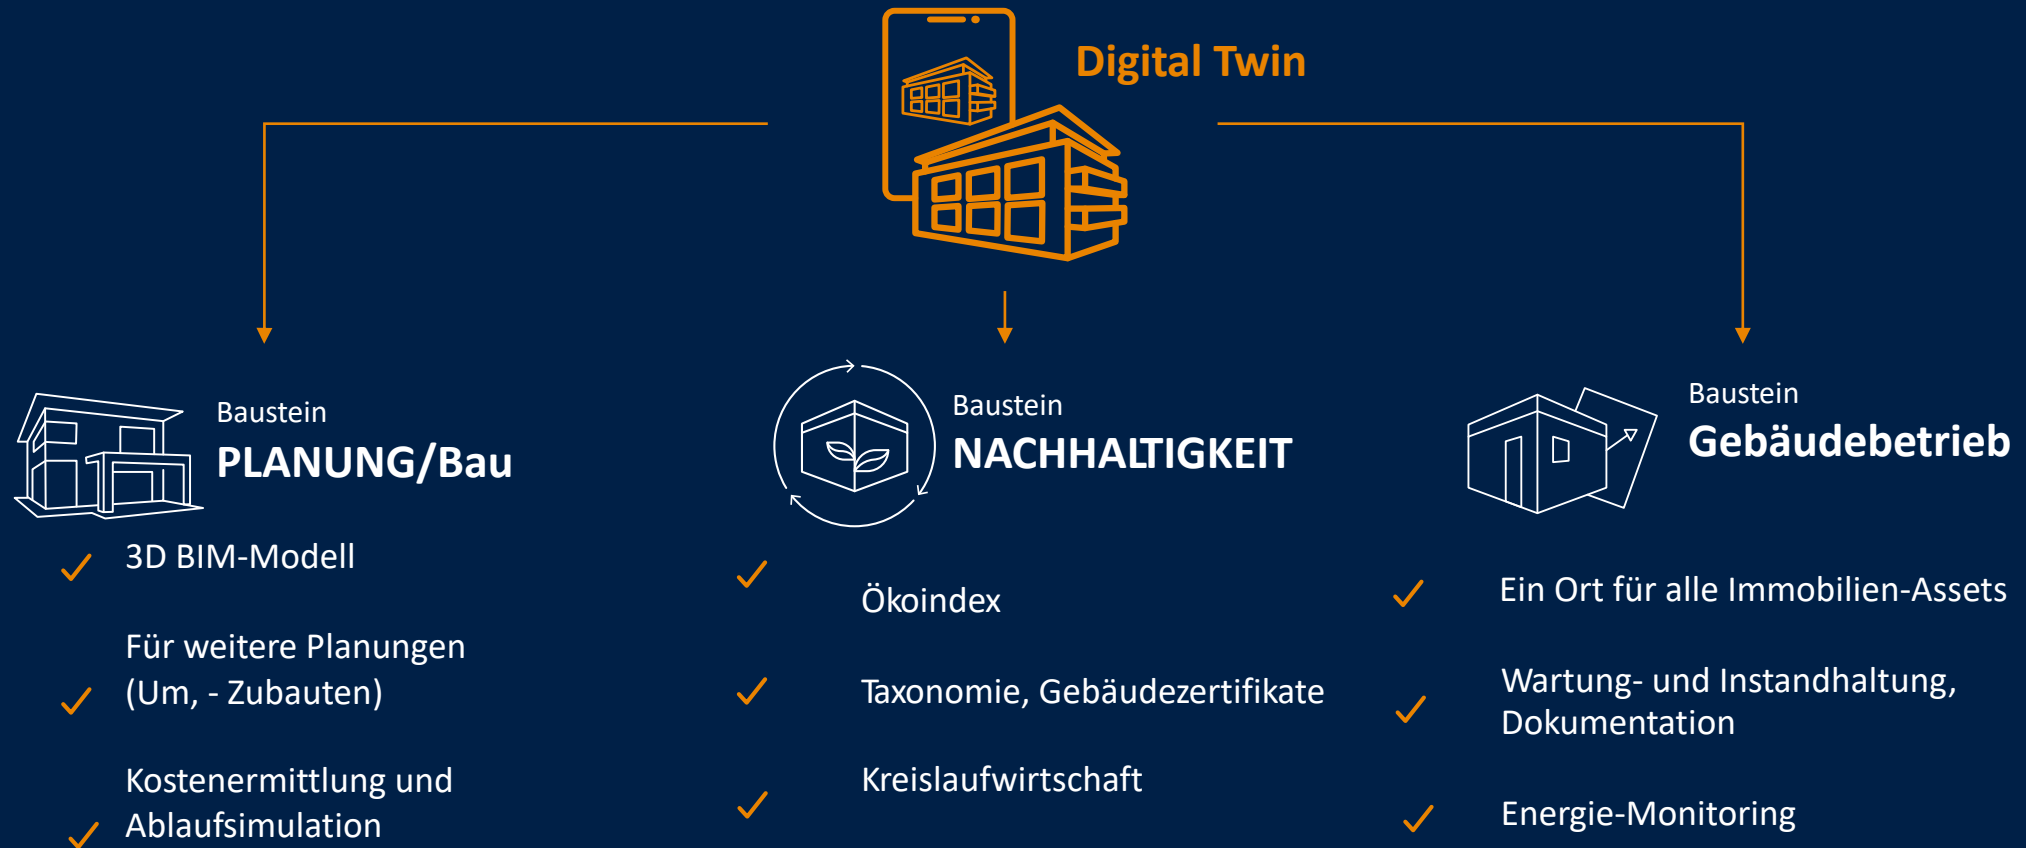 Digital Twin
Baustein
PLANUNG/Bau
3D BIM-Modell
Für weitere Planungen
(Um, - Zubauten)
Kostenermittlung und
Ablaufsimulation
Baustein
NACHHALTIGKEIT
Ökoindex
Taxonomie, Gebäudezertifikate
Kreislaufwirtschaft
Baustein
Gebäudebetrieb
Ein Ort für alle Immobilien-Assets
Wartung- und Instandhaltung,
Dokumentation
Energie-Monitoring